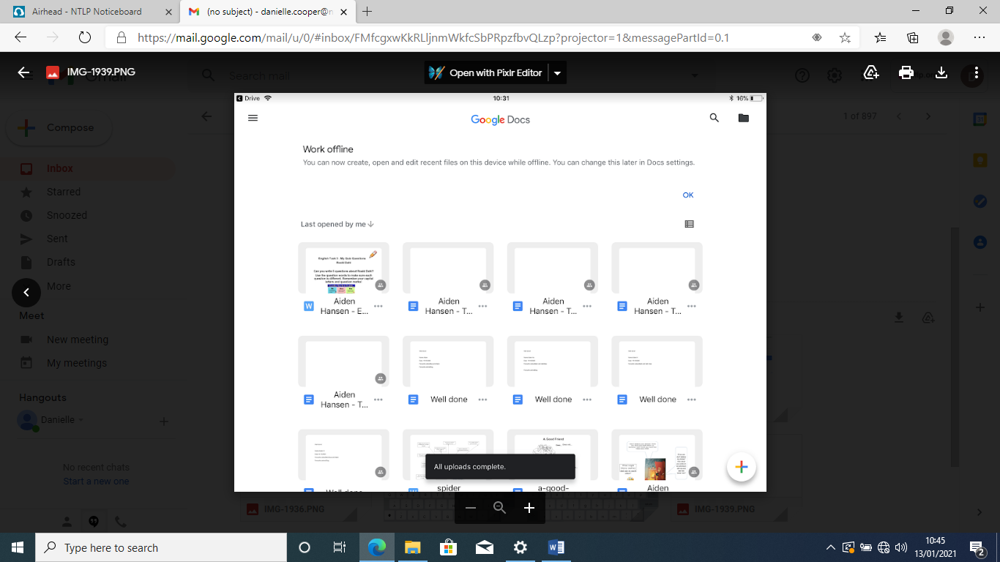 Airhead - NTLP Noticeboard
(no subject) - danielle.cooper@n
https://mail.google.com/mail/u/0/#inbox/FMfcgxwKkRLljnmWkfcSbPRpzfbvQLzp?projector=1&messagePartId=0.1
IMG-1939.PNG
Open with Pixlr Editor
Search mail
Compose
1 of 897
Inbox
Starred
Snoozed
Sent
Drafts
More
Meet
New meeting
My meetings
Hangouts
Danielle
No recent chats
Start a new one
Drive
10:31
16%
Google Docs
Work offline
You can now create, open and edit recent files on this device while offline. You can change this later in Docs settings.
OK
Last opened by me
English Task 3 - My Quiz Questions
Roald Dahl
Can you write 5 questions about Roald Dahl?
Use the question words to make sure each
question is different. Remember your capital
letters and question marks!
W Aiden
Hansen - E...
Aiden
Hansen - T...
Aiden
Hansen - T...
Aiden
Hansen - T...
Aiden
Hansen - T...
Well done
Well done
Well done
A Good Friend
Well done
spider
a-good-
Aiden
All uploads complete.
IMG-1936.PNG
IMG-1939.PNG
Type here to search
10:45
13/01/2021
2